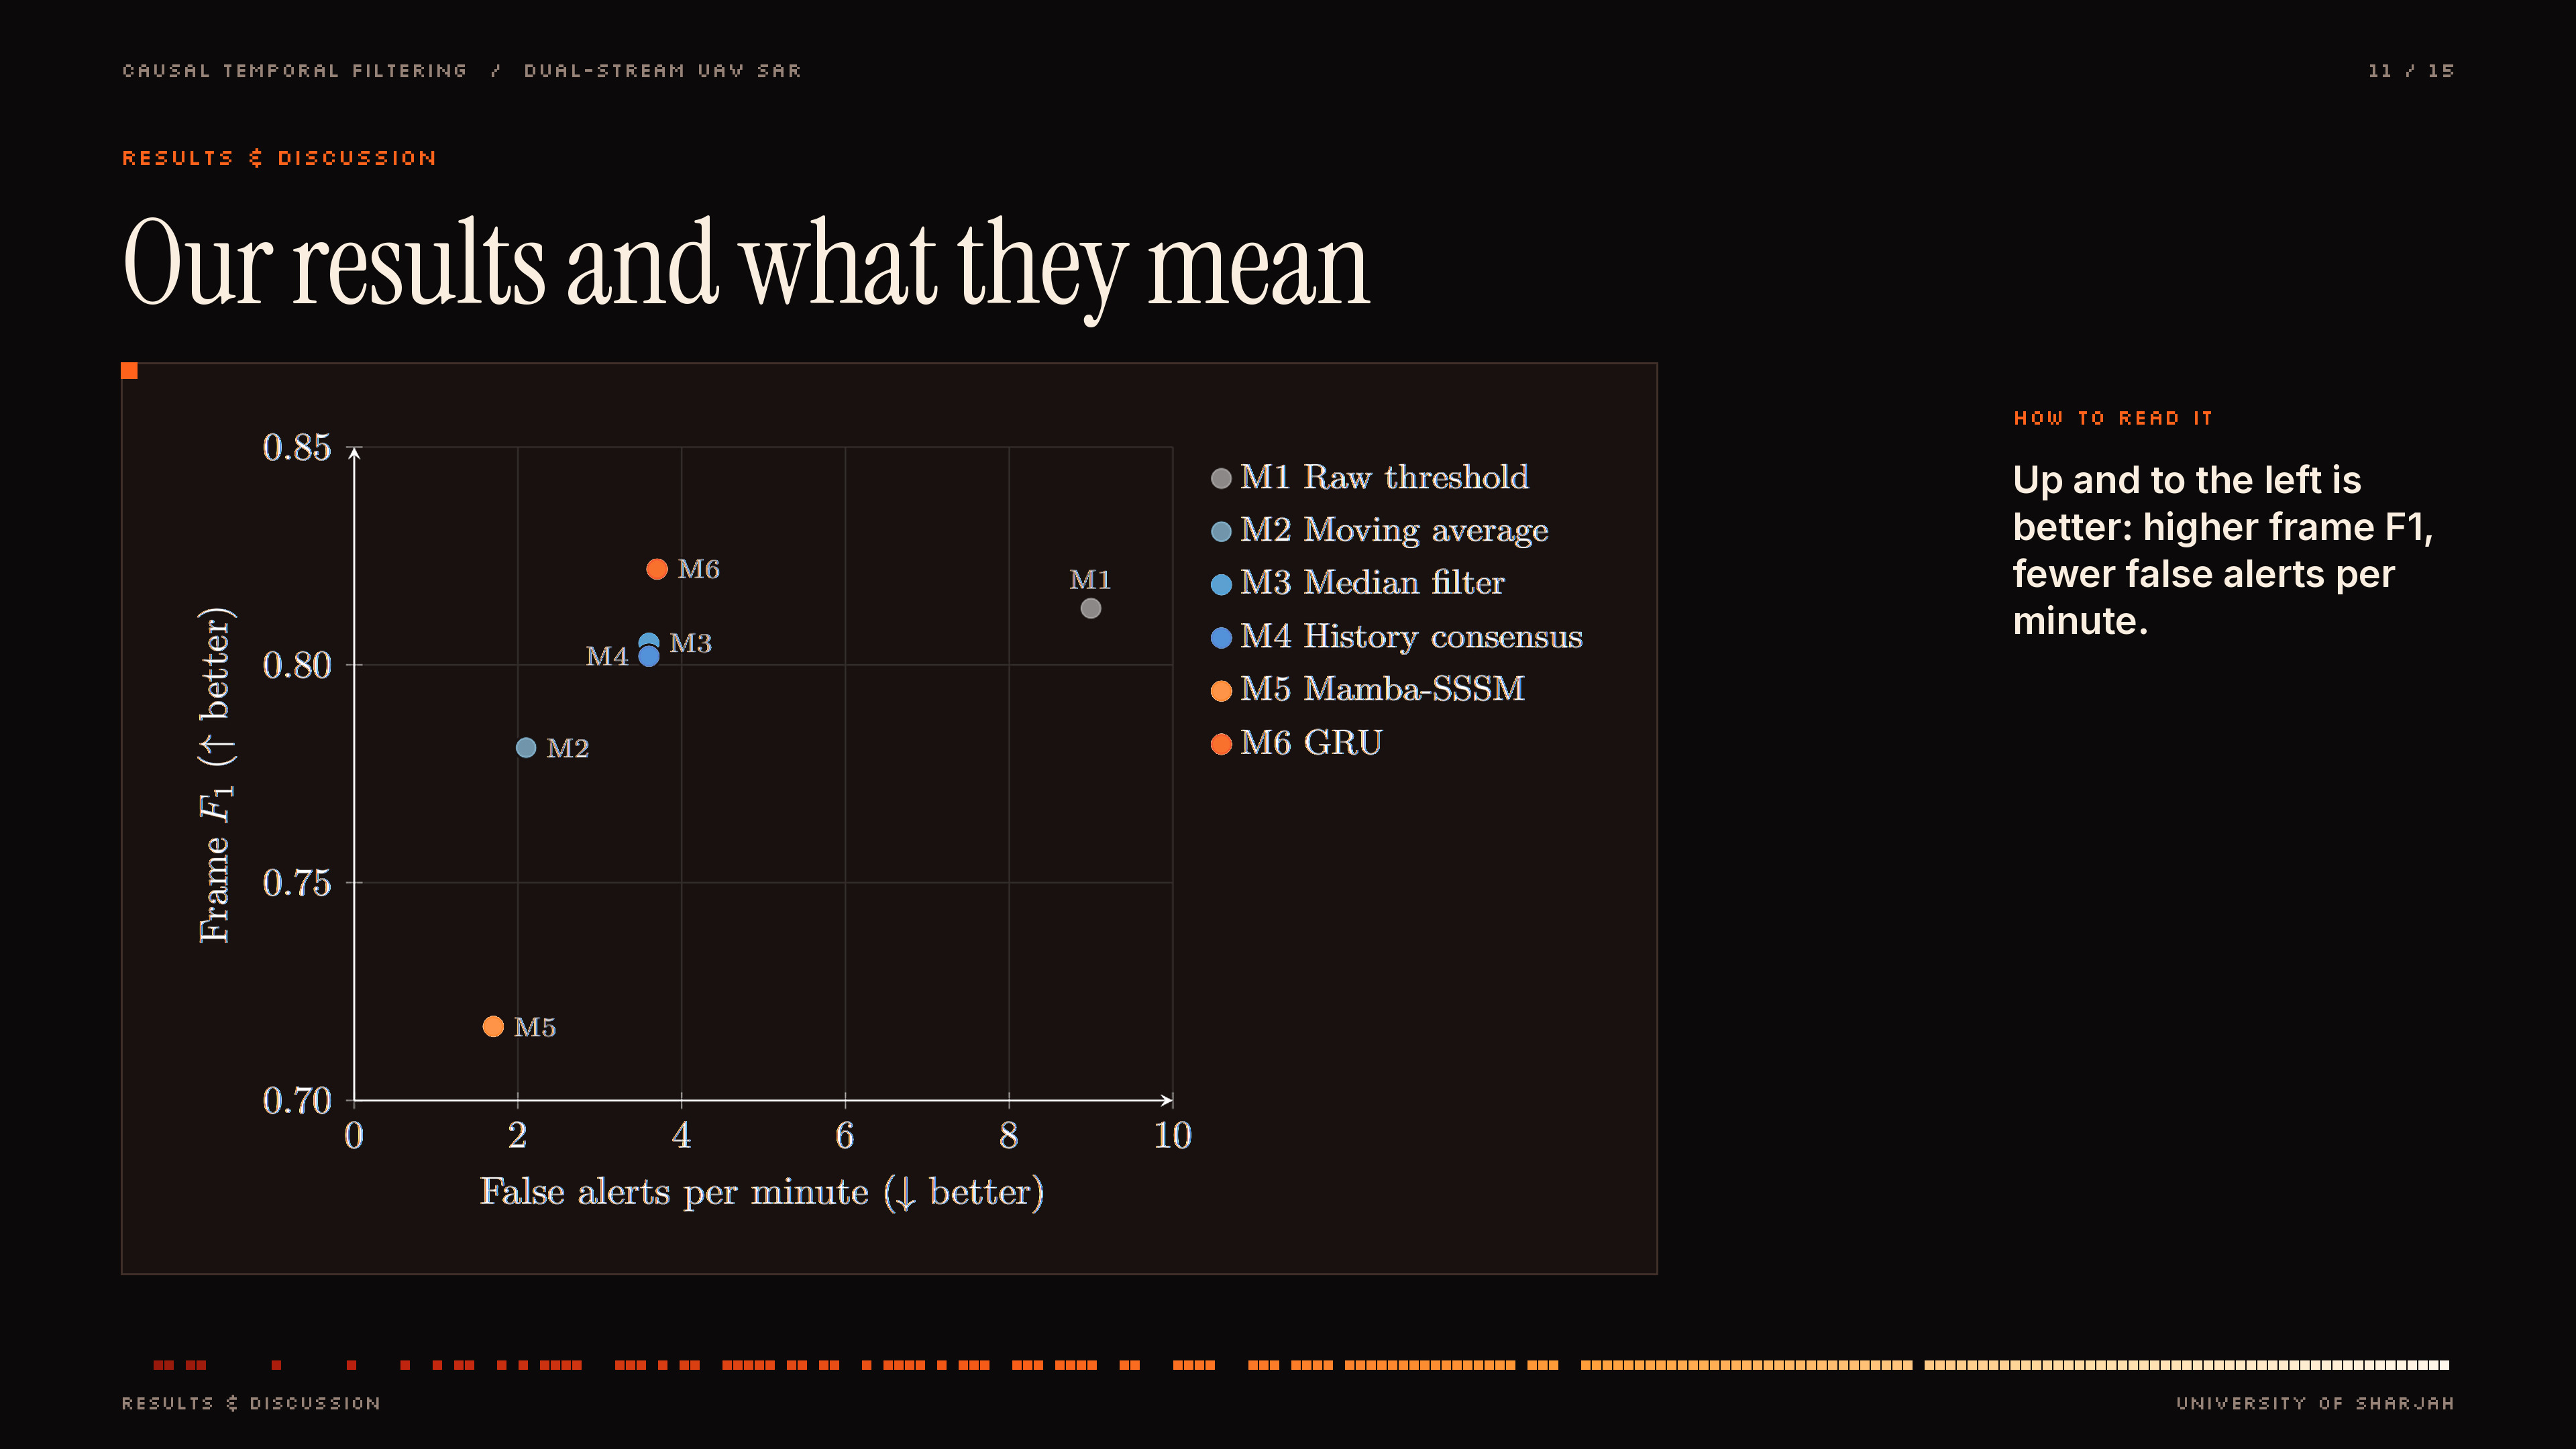 CAUSAL TEMPORAL FILTERING / DUAL-STREAM UAV SAR
11 / 15
RESULTS & DISCUSSION
Our results and what they mean
0.85
0.80
0.75
0.70
Frame F1 (↑ better)
M6
M1
M4
M3
M2
M5
0 2 4 6 8 10
False alerts per minute (↓ better)
M1 Raw threshold
M2 Moving average
M3 Median filter
M4 History consensus
M5 Mamba-SSSM
M6 GRU
HOW TO READ IT
Up and to the left is
better: higher frame F1,
fewer false alerts per
minute.
RESULTS & DISCUSSION
UNIVERSITY OF SHARJAH